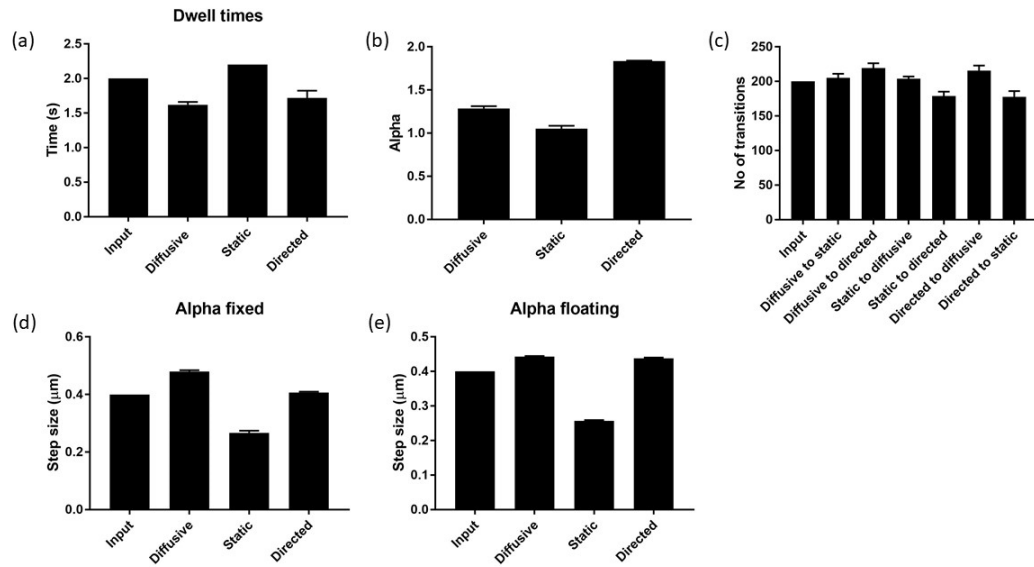 Dwell times
(a)
2.5
2.0
1.5
1.0
0.5
0.0
Time (s)
Input
Diffusive
Static
Directed
(b)
2.0
1.5
1.0
0.5
0.0
Alpha
Diffusive
Static
Directed
(c)
250
200
150
100
50
0
No of transitions
Input
Diffusive to static
Diffusive to directed
Static to diffusive
Static to directed
Directed to diffusive
Directed to static
(d)
Alpha fixed
0.6
0.4
0.2
0.0
Step size (μm)
Input
Diffusive
Static
Directed
(e)
Alpha floating
0.5
0.4
0.3
0.2
0.1
0.0
Step size (μm)
Input
Diffusive
Static
Directed